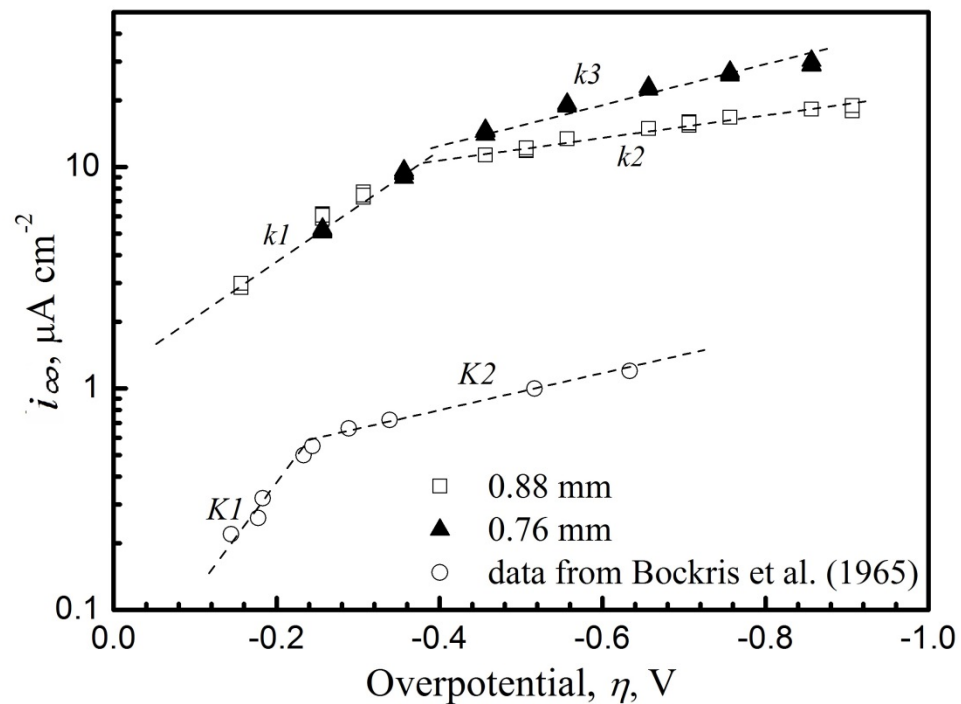 i∞, μA cm-2
10
1
0.1
k1
k3
k2
K1
K2
0.88 mm
0.76 mm
data from Bockris et al. (1965)
0.0 -0.2 -0.4 -0.6 -0.8 -1.0
Overpotential, η, V